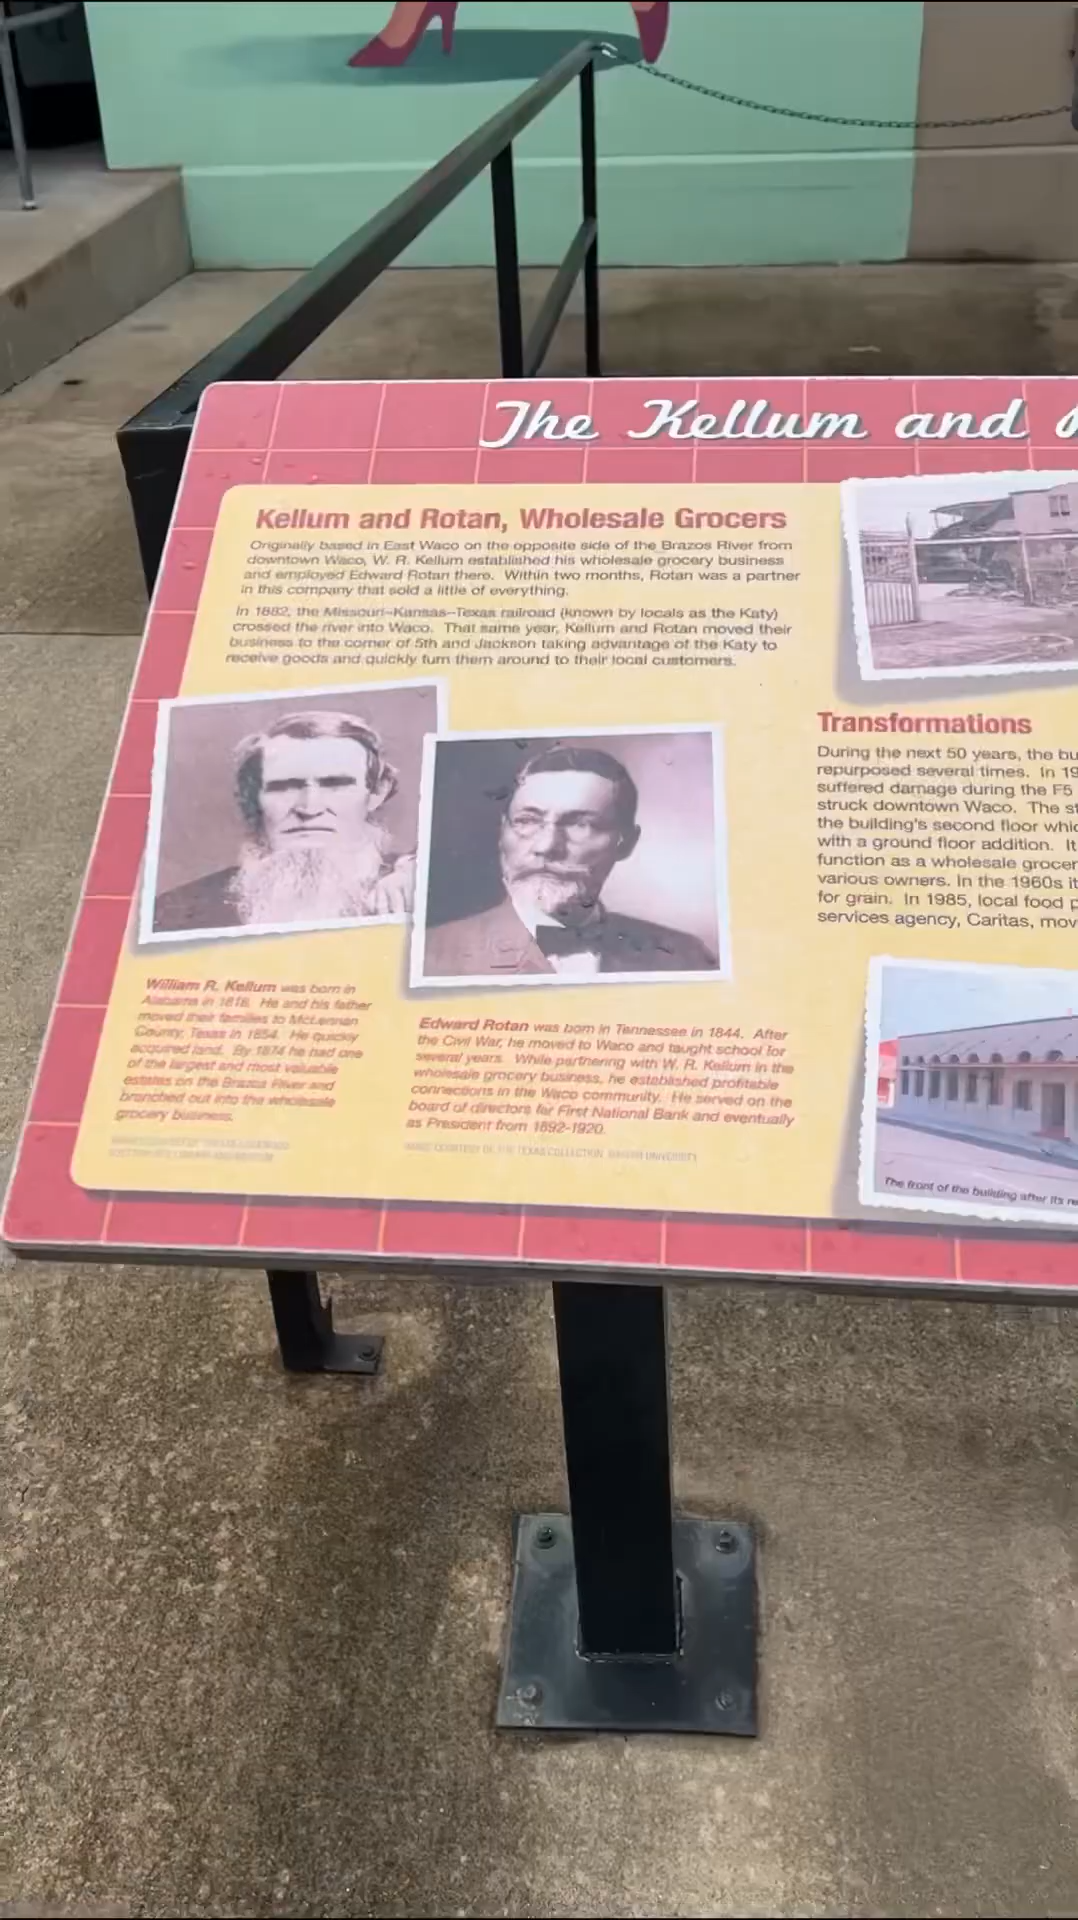 The Kellum and
Kellum and Rotan, Wholesale Grocers
Originally based in East Waco on the opposite side of the Brazos River from
downtown Waco, W. R. Kellum established his wholesale grocery business
and employed Edward Rotan there. Within two months, Rotan was a partner
in this company that sold a little of everything.
In 1882, the Missouri-Kansas-Texas railroad (known by locals as the Katy)
crossed the river into Waco. That same year, Kellum and Rotan moved their
business to the corner of 5th and Jackson taking advantage of the Katy to
receive goods and quickly turn them around to their local customers.
William R. Kellum was born in
Alabama in 1818. He and his father
moved their families to McLennan
County, Texas in 1854. He quickly
acquired land. By 1874 he had one
of the largest and most valuable
estates on the Brazos River and
branched out into the wholesale
grocery business.
Edward Rotan was born in Tennessee in 1844. After
the Civil War, he moved to Waco and taught school for
several years. While partnering with W. R. Kellum in the
wholesale grocery business, he established profitable
connections in the Waco community. He served on the
board of directors for First National Bank and eventually
as President from 1892-1920.
IMAGE COURTESY OF THE TEXAS COLLECTION, BAYLOR UNIVERSITY
Transformations
During the next 50 years, the bu
repurposed several times. In 19
suffered damage during the F5
struck downtown Waco. The st
the building's second floor whic
with a ground floor addition. It
function as a wholesale grocer
various owners. In the 1960s it
for grain. In 1985, local food p
services agency, Caritas, mov
The front of the building after its re